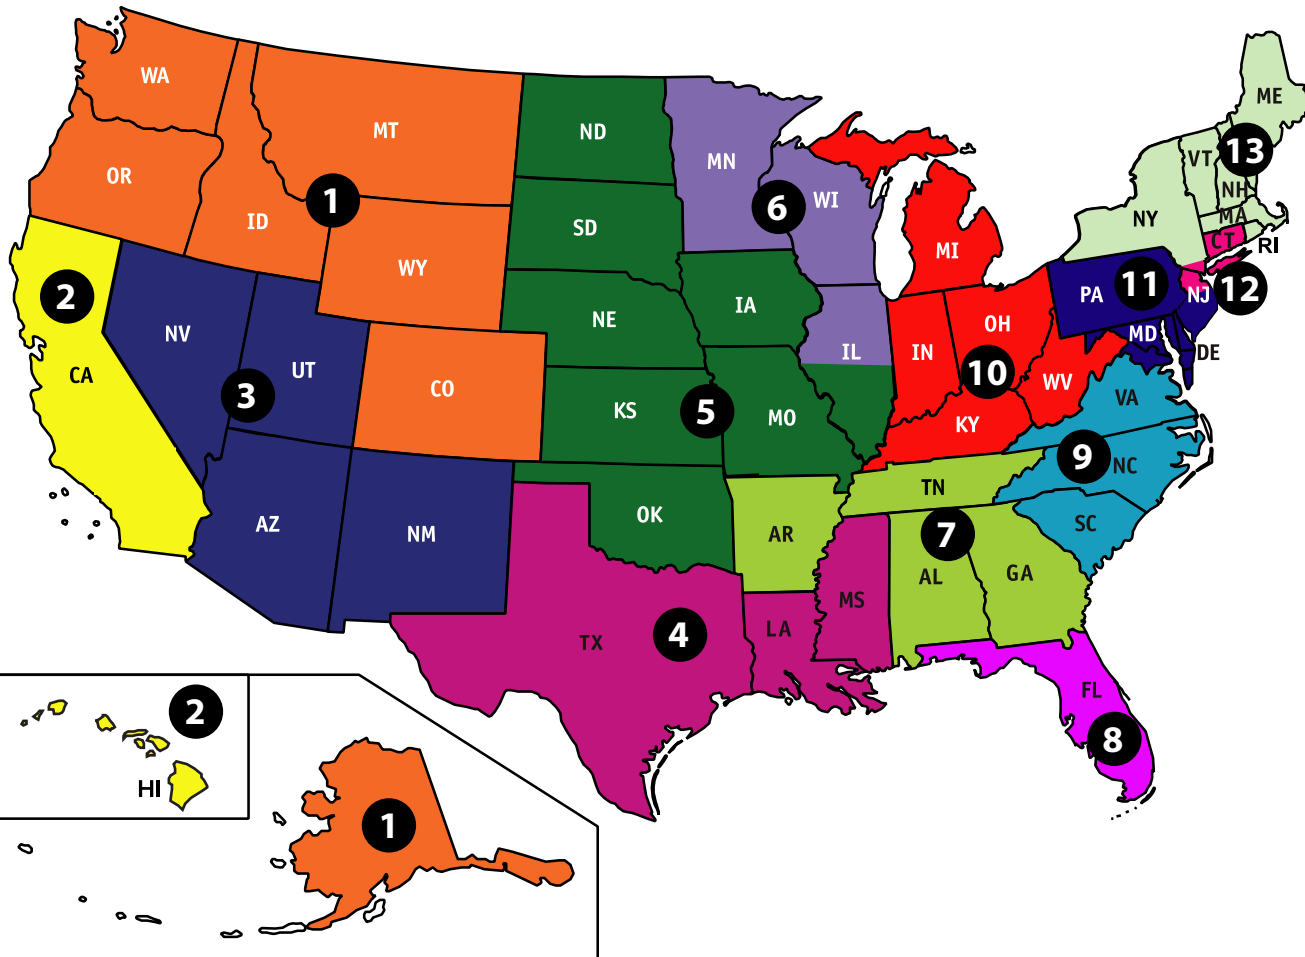 WA
MT
ND
MN
ME
OR
ID
1
WY
SD
6
WI
MI
NY
VT
13
NH
MA
CT
RI
2
CA
NV
UT
3
CO
NE
IA
IL
IN
OH
10
PA
11
NJ
12
MD
DE
WV
VA
KS
5
MO
KY
9
NC
AZ
NM
OK
AR
TN
7
SC
AL
GA
TX
4
LA
MS
FL
8
2
HI
1